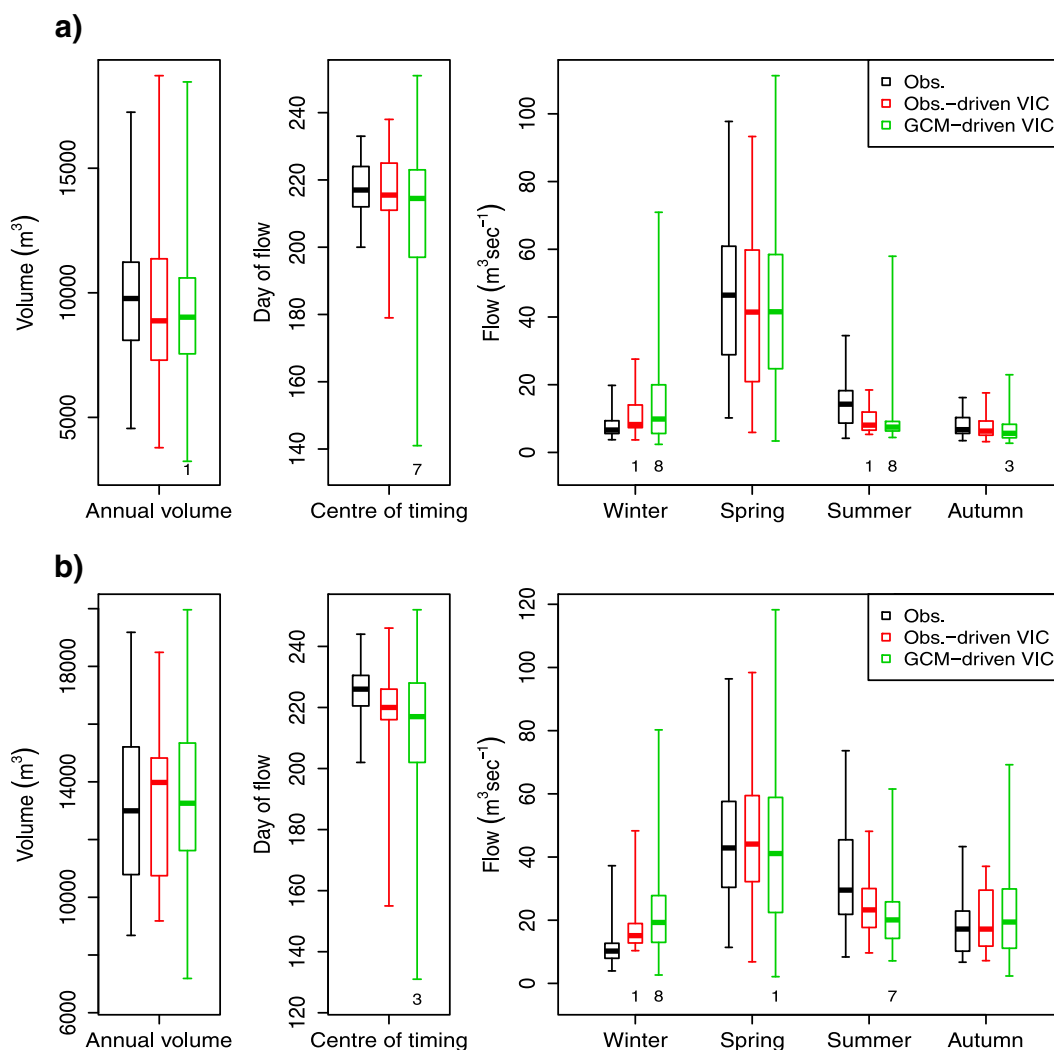 a)
Volume (m³)
5000 10000 15000
1
Annual volume
Day of flow
140 160 180 200 220 240
7
Centre of timing
Flow (m³sec⁻¹)
0 20 40 60 80 100
Obs.
Obs.−driven VIC
GCM−driven VIC
1 8 1 8 3
Winter Spring Summer Autumn
b)
Volume (m³)
6000 10000 14000 18000
Annual volume
Day of flow
120 140 160 180 200 220 240
3
Centre of timing
Flow (m³sec⁻¹)
0 20 40 60 80 100 120
Obs.
Obs.−driven VIC
GCM−driven VIC
1 8 1 7
Winter Spring Summer Autumn